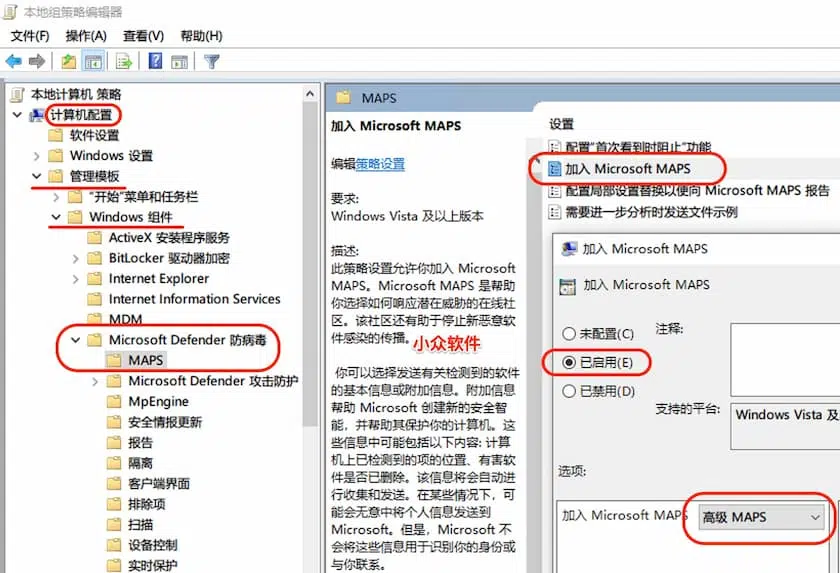 本地组策略编辑器
文件(F) 操作(A) 查看(V) 帮助(H)
本地计算机 策略
计算机配置
软件设置
Windows 设置
管理模板
"开始"菜单和任务栏
Windows 组件
ActiveX 安装程序服务
BitLocker 驱动器加密
Internet Explorer
Internet Information Services
MDM
Microsoft Defender 防病毒
MAPS
Microsoft Defender 攻击防护
MpEngine
安全情报更新
报告
隔离
客户端界面
排除项
扫描
设备控制
实时保护
MAPS
加入 Microsoft MAPS
编辑策略设置
要求:
Windows Vista 及以上版本
描述:
此策略设置允许你加入 Microsoft
MAPS。Microsoft MAPS 是帮助
你选择如何响应潜在威胁的在线社
区。该社区还有助于停止新恶意软
件感染的传播。
小众软件
你可以选择发送有关检测到的软件
的基本信息或附加信息。附加信息
帮助 Microsoft 创建新的安全智
能，并帮助其保护你的计算机。这
些信息中可能包括以下内容: 计算
机上已检测到的项的位置、有害软
件是否已删除。该信息将会自动进
行收集和发送。在某些情况下，可
能会无意中将个人信息发送到
Microsoft。但是，Microsoft 不
会将这些信息用于识别你的身份或
与你联系。
设置
配置"首次看到时阻止"功能
加入 Microsoft MAPS
配置局部设置替换以便向 Microsoft MAPS 报告
需要进一步分析时发送文件示例
加入 Microsoft MAPS
加入 Microsoft MAPS
未配置(C)
注释:
已启用(E)
已禁用(D)
支持的平台:
Windows Vista 及
选项:
加入 Microsoft MAPS
高级 MAPS